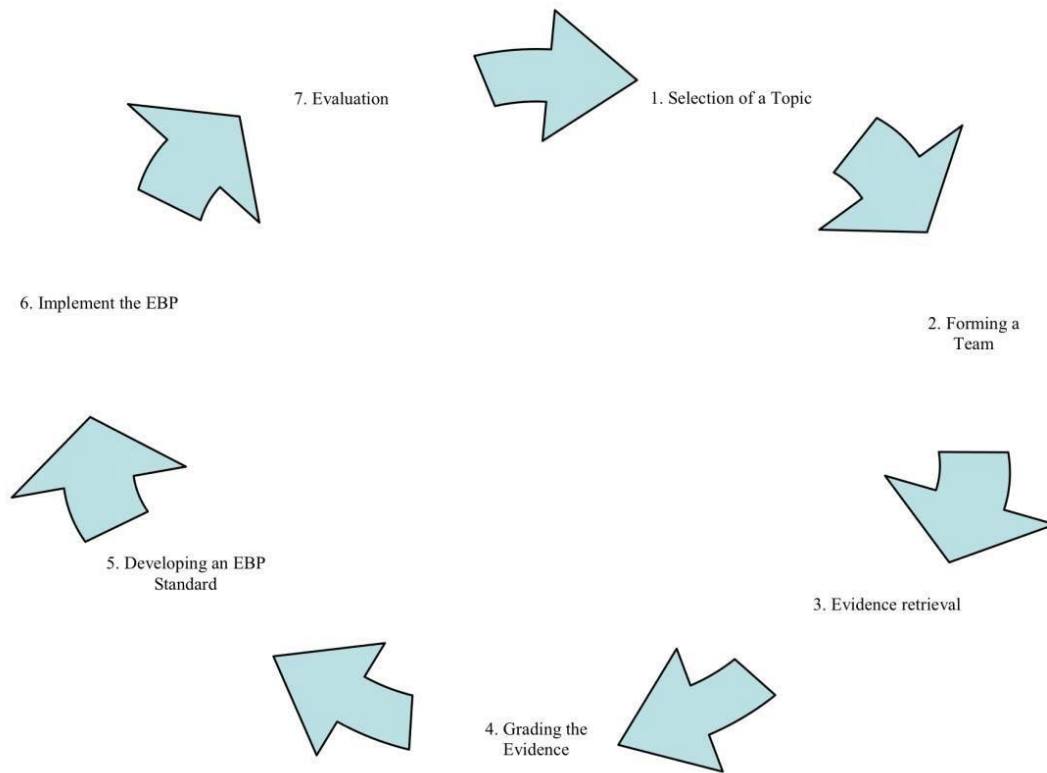 1. Selection of a Topic
2. Forming a
Team
3. Evidence retrieval
4. Grading the
Evidence
5. Developing an EBP
Standard
6. Implement the EBP
7. Evaluation